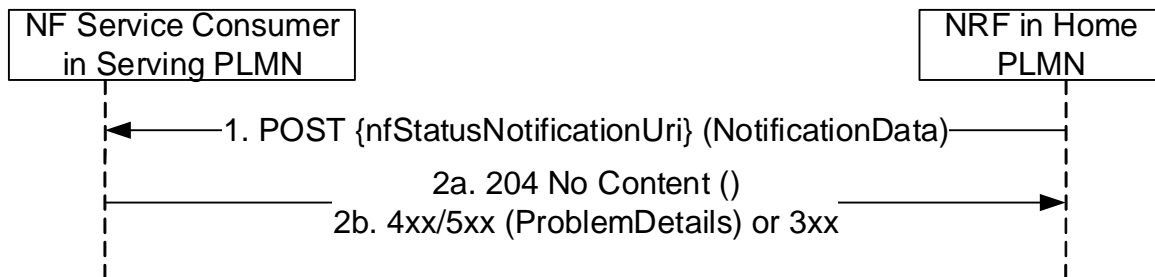 NF Service Consumer
in Serving PLMN
NRF in Home
PLMN
1. POST {nfStatusNotificationUri} (NotificationData)
2a. 204 No Content ()
2b. 4xx/5xx (ProblemDetails) or 3xx